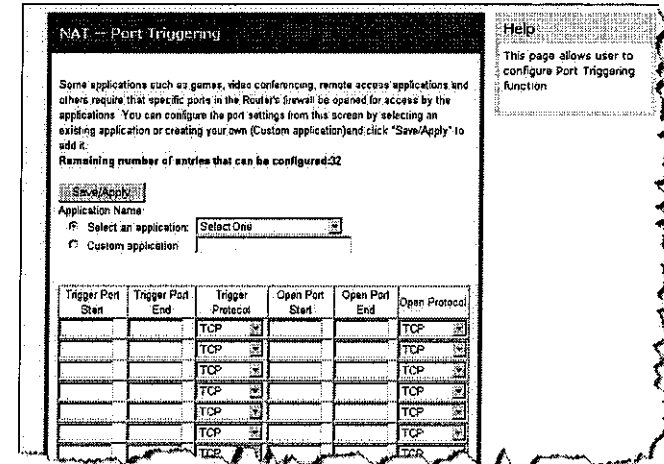 NAT -- Port Triggering
Some applications such as games, video conferencing, remote access applications and
others require that specific ports in the Router's firewall be opened for access by the
applications. You can configure the port settings from this screen by selecting an
existing application or creating your own (Custom application)and click "Save/Apply" to
add it.
Remaining number of entries that can be configured:32
Save/Apply
Application Name:
Select an application: Select One
Custom application:
Trigger Port Start Trigger Port End Trigger Protocol Open Port Start Open Port End Open Protocol
TCP TCP
TCP TCP
TCP TCP
TCP TCP
TCP TCP
TCP TCP
TCP TCP
Help
This page allows user to
configure Port Triggering
function